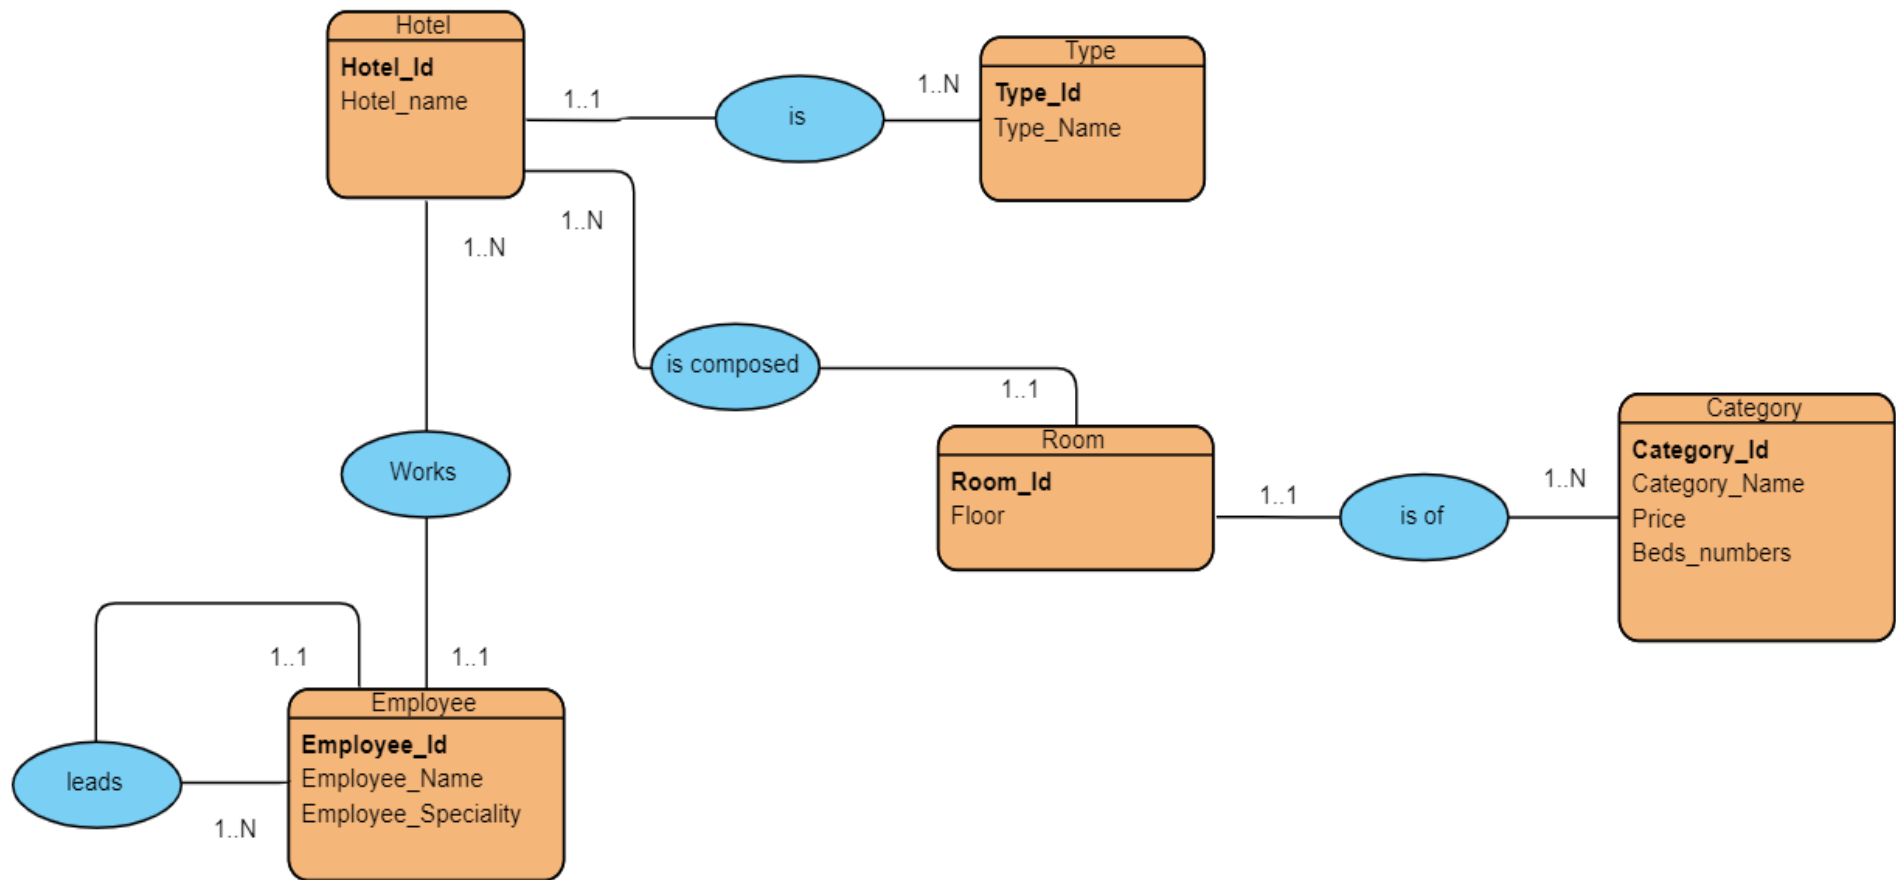 Hotel
Hotel_Id
Hotel_name
1..1
is
1..N
Type
Type_Id
Type_Name
1..N
1..N
is composed
1..1
Room
Room_Id
Floor
1..1
is of
1..N
Category
Category_Id
Category_Name
Price
Beds_numbers
Works
1..1
1..1
Employee
Employee_Id
Employee_Name
Employee_Speciality
leads
1..N